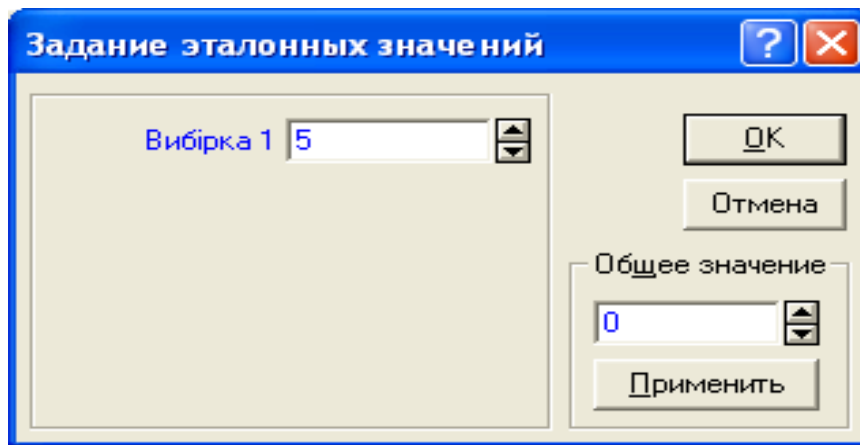 Задание эталонных значений
Вибірка 1 5
OK
Отмена
Общее значение
0
Применить